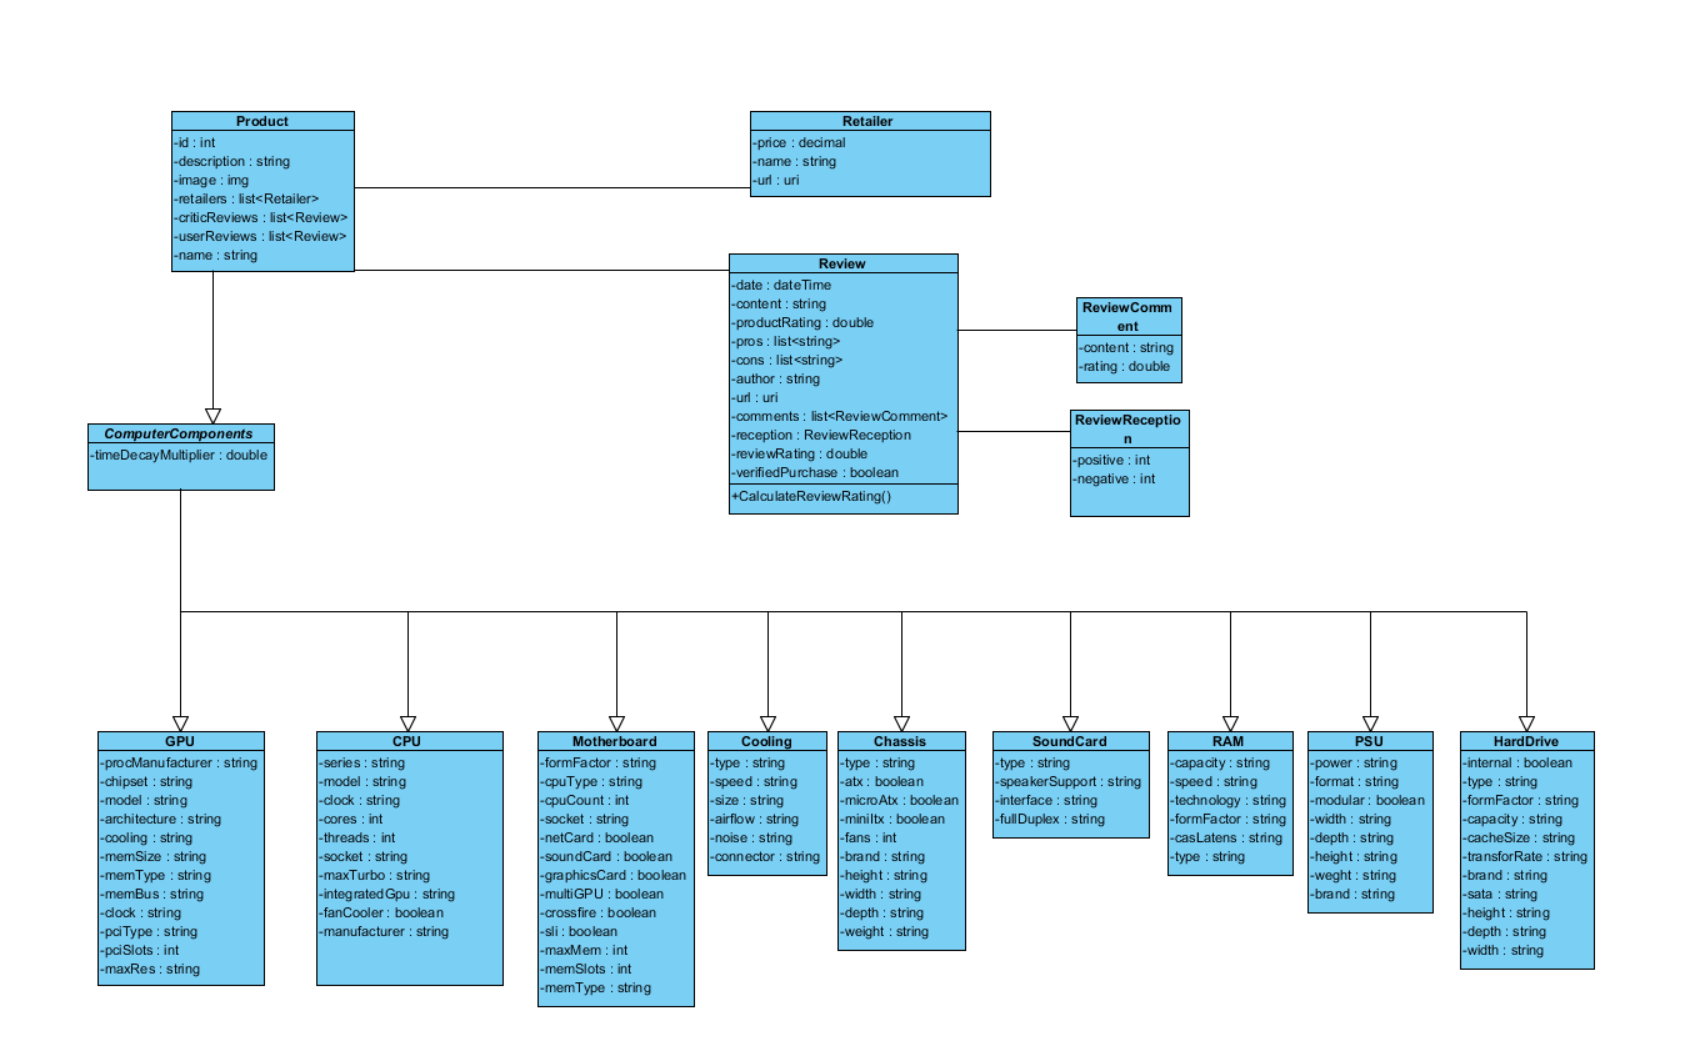 Product
-id : int
-description : string
-image : img
-retailers : list<Retailer>
-criticReviews : list<Review>
-userReviews : list<Review>
-name : string
Retailer
-price : decimal
-name : string
-url : uri
Review
-date : dateTime
-content : string
-productRating : double
-pros : list<string>
-cons : list<string>
-author : string
-url : uri
-comments : list<ReviewComment>
-reception : ReviewReception
-reviewRating : double
-verifiedPurchase : boolean
+CalculateReviewRating()
ReviewComm
ent
-content : string
-rating : double
ReviewReceptio
n
-positive : int
-negative : int
ComputerComponents
-timeDecayMultiplier : double
GPU
-procManufacturer : string
-chipset : string
-model : string
-architecture : string
-cooling : string
-memSize : string
-memType : string
-memBus : string
-clock : string
-pciType : string
-pciSlots : int
-maxRes : string
CPU
-series : string
-model : string
-clock : string
-cores : int
-threads : int
-socket : string
-maxTurbo : string
-integratedGpu : string
-fanCooler : boolean
-manufacturer : string
Motherboard
-formFactor : string
-cpuType : string
-cpuCount : int
-socket : string
-netCard : boolean
-soundCard : boolean
-graphicsCard : boolean
-multiGPU : boolean
-crossfire : boolean
-sli : boolean
-maxMem : int
-memSlots : int
-memType : string
Cooling
-type : string
-speed : string
-size : string
-airflow : string
-noise : string
-connector : string
Chassis
-type : string
-atx : boolean
-microAtx : boolean
-miniItx : boolean
-fans : int
-brand : string
-height : string
-width : string
-depth : string
-weight : string
SoundCard
-type : string
-speakerSupport : string
-interface : string
-fullDuplex : string
RAM
-capacity : string
-speed : string
-technology : string
-formFactor : string
-casLatens : string
-type : string
PSU
-power : string
-format : string
-modular : boolean
-width : string
-depth : string
-height : string
-weght : string
-brand : string
HardDrive
-internal : boolean
-type : string
-formFactor : string
-capacity : string
-cacheSize : string
-transforRate : string
-brand : string
-sata : string
-height : string
-depth : string
-width : string